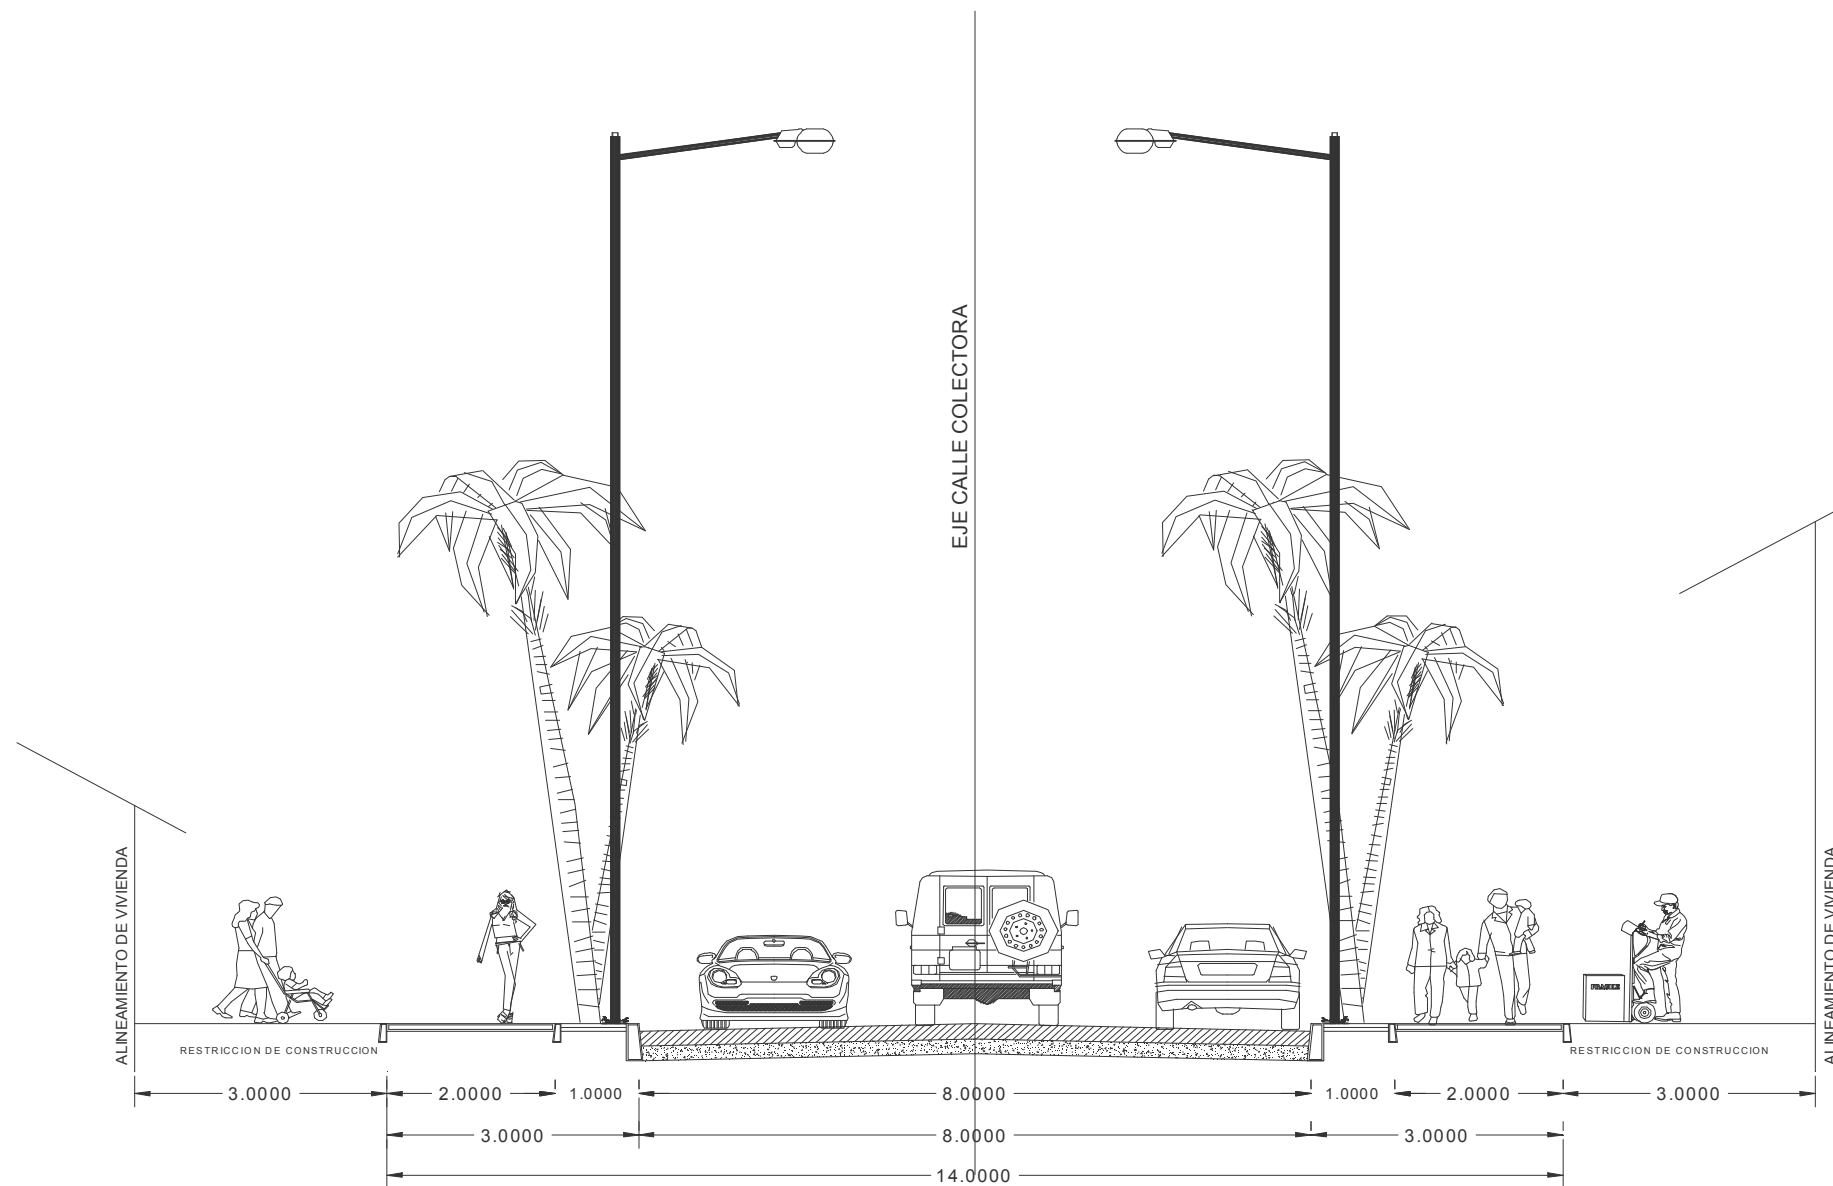 EJE CALLE COLECTORA
ALINEAMIENTO DE VIVIENDA
ALINEAMIENTO DE VIVIENDA
FRAGILE
RESTRICCION DE CONSTRUCCION
RESTRICCION DE CONSTRUCCION
3.0000 2.0000 1.0000 8.0000 1.0000 2.0000 3.0000
3.0000 8.0000 3.0000
14.0000